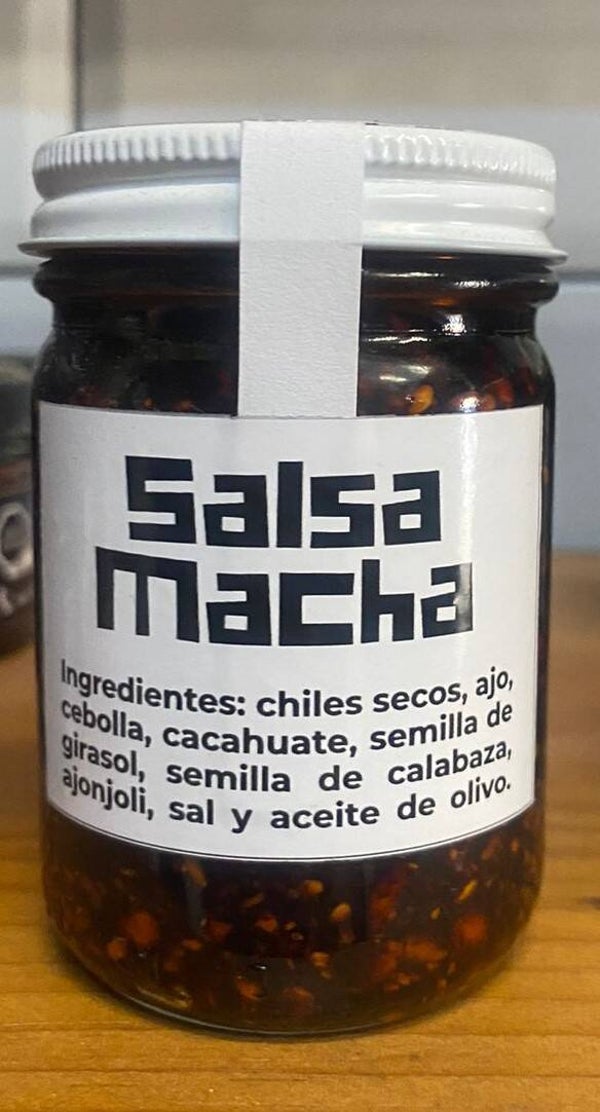 Salsa
macha
Ingredientes: chiles secos, ajo,
cebolla, cacahuate, semilla de
girasol, semilla de calabaza,
ajonjoli, sal y aceite de olivo.